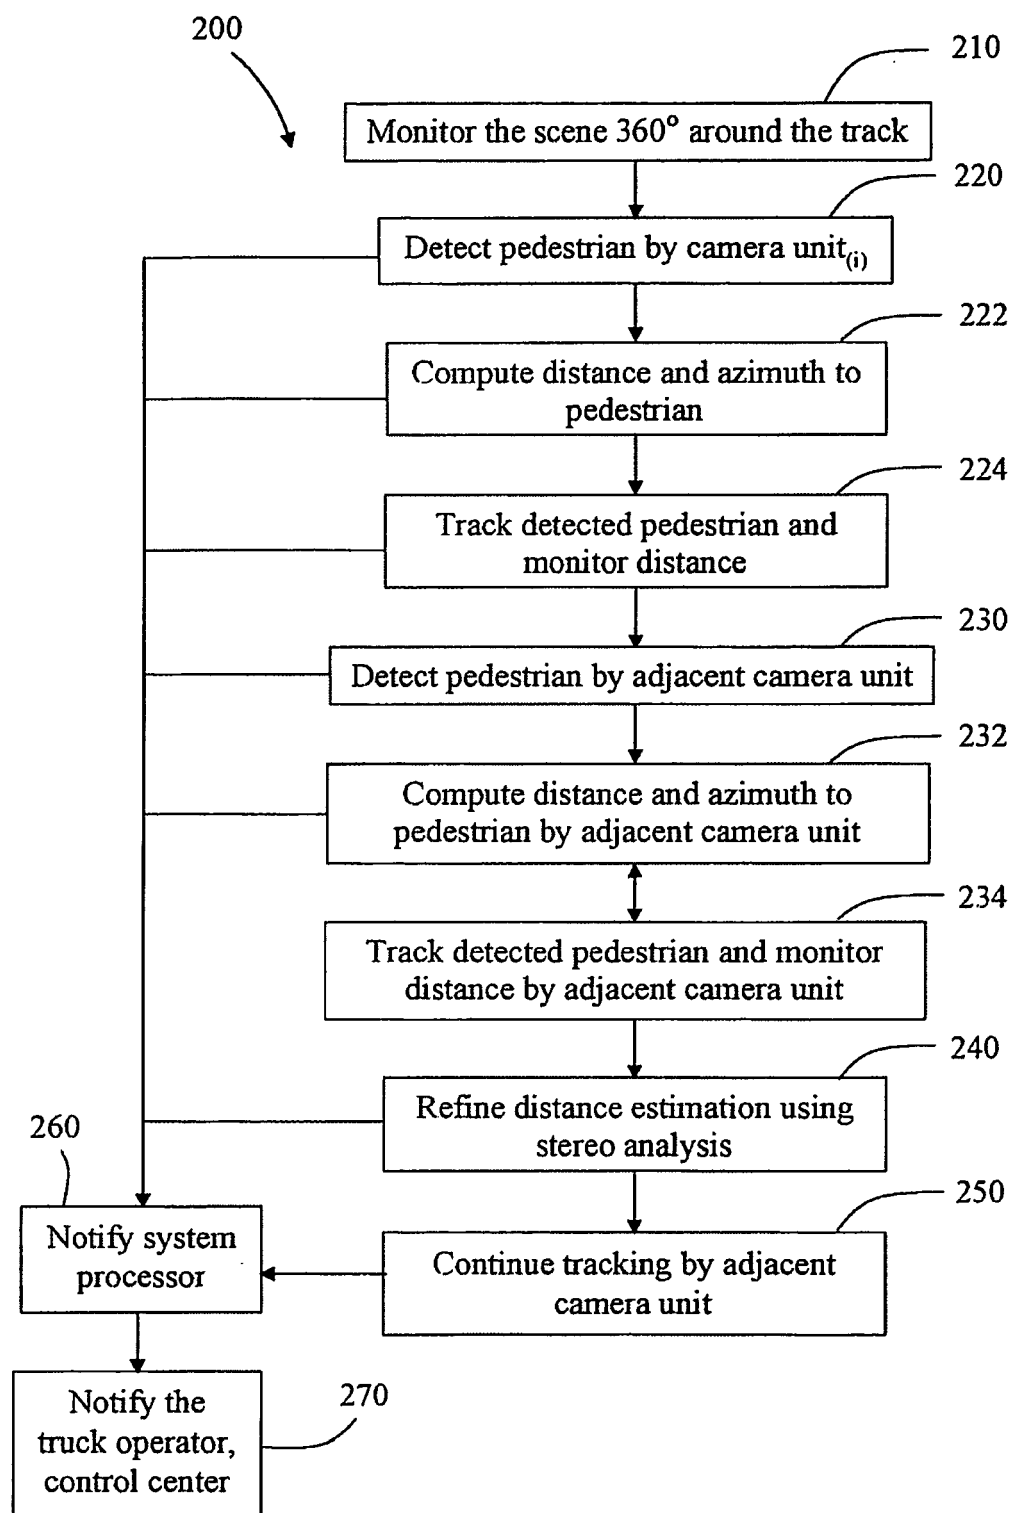 200
210
Monitor the scene 360° around the track
220
Detect pedestrian by camera unit(i)
222
Compute distance and azimuth to
pedestrian
224
Track detected pedestrian and
monitor distance
230
Detect pedestrian by adjacent camera unit
232
Compute distance and azimuth to
pedestrian by adjacent camera unit
234
Track detected pedestrian and monitor
distance by adjacent camera unit
240
Refine distance estimation using
stereo analysis
260
Notify system
processor
250
Continue tracking by adjacent
camera unit
270
Notify the
truck operator,
control center